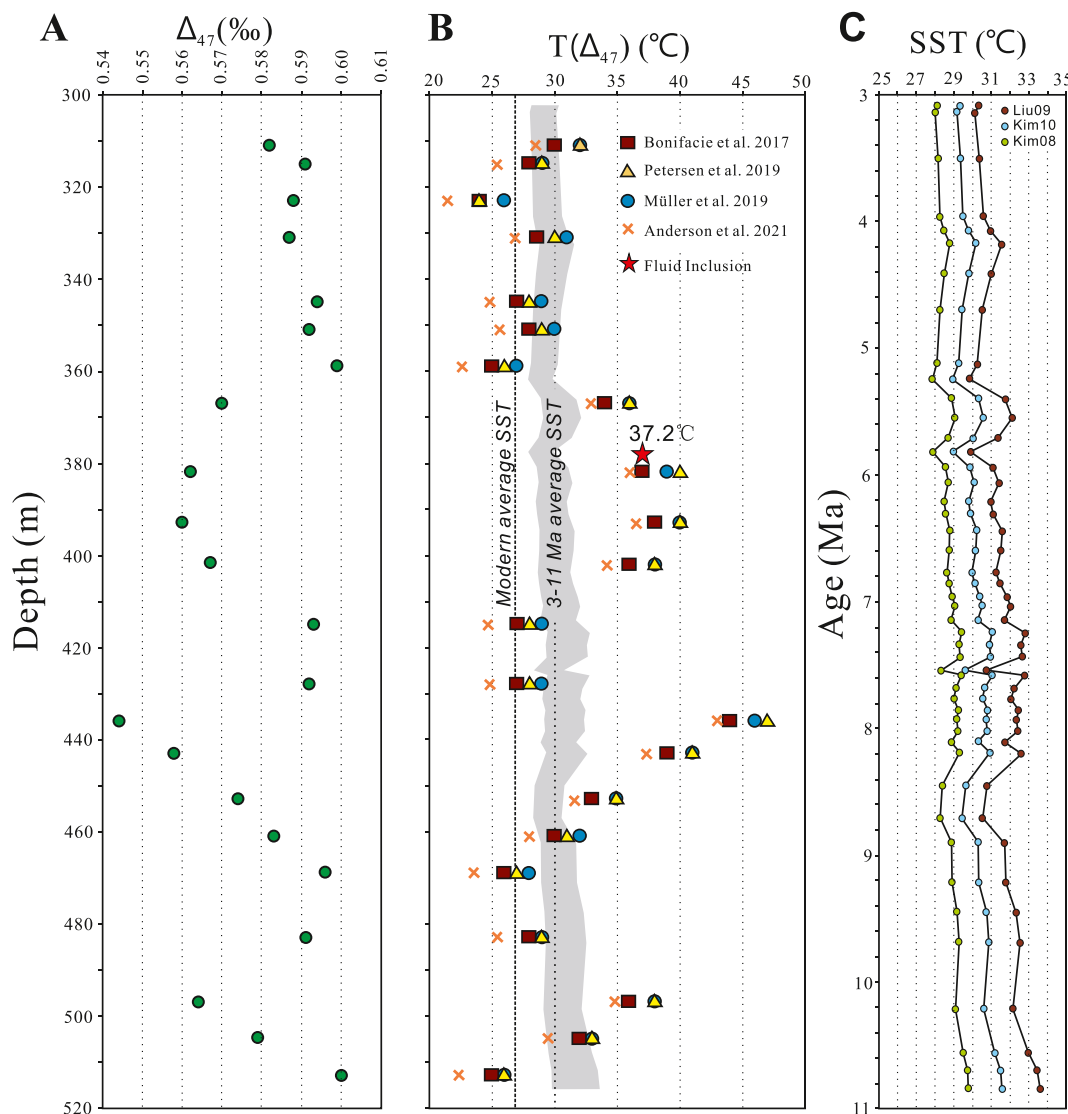 A
Δ47(‰)
0.54
0.55
0.56
0.57
0.58
0.59
0.60
0.61
Depth (m)
300
320
340
360
380
400
420
440
460
480
500
520
B
T(Δ47) (℃)
20
25
30
35
40
45
50
Bonifacie et al. 2017
Petersen et al. 2019
Müller et al. 2019
Anderson et al. 2021
Fluid Inclusion
37.2℃
Modern average SST
3-11 Ma average SST
C
SST (℃)
25
27
29
31
33
35
Liu09
Kim10
Kim08
Age (Ma)
3
4
5
6
7
8
9
10
11